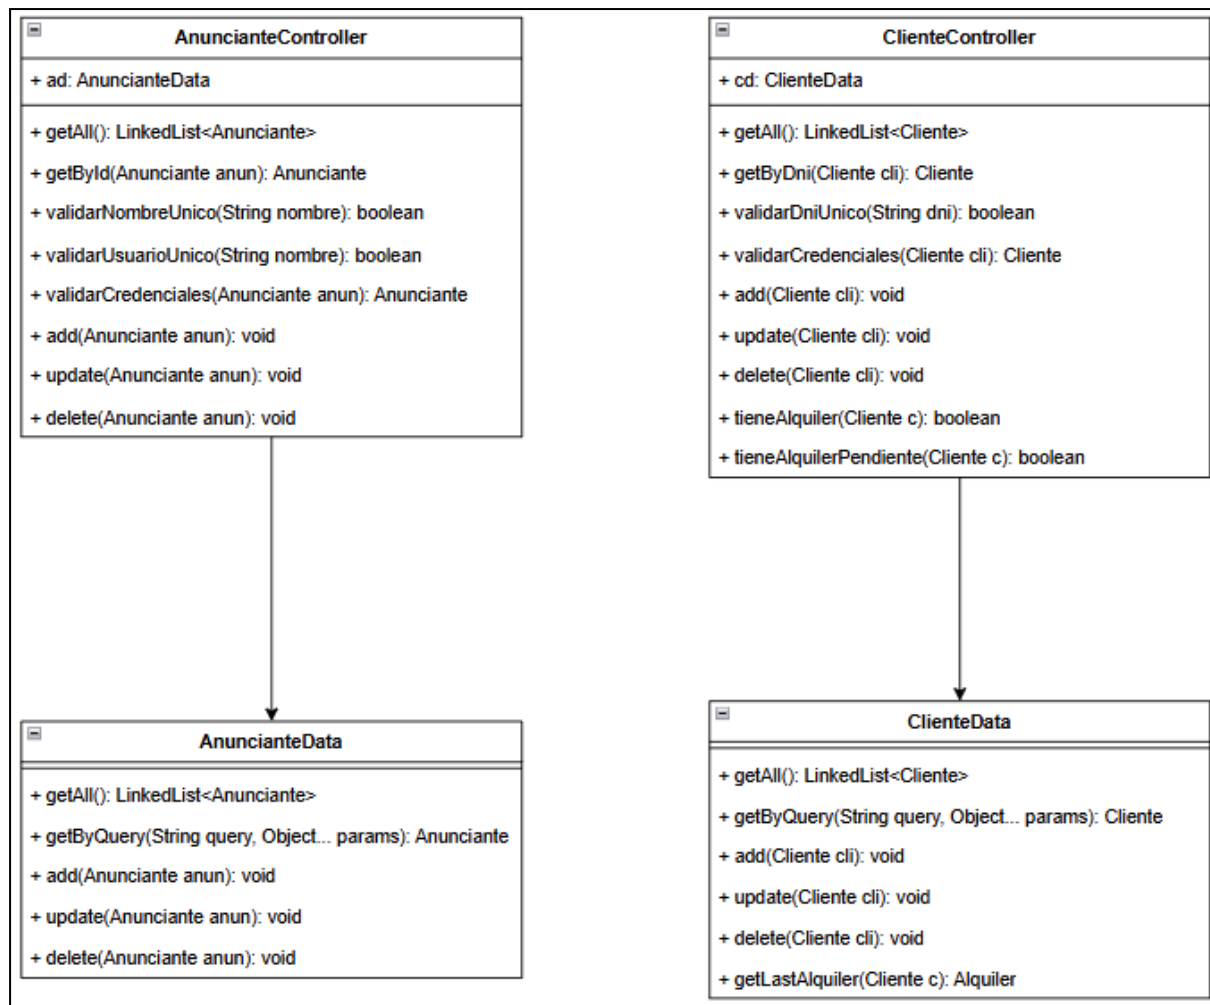 AnuncianteController
+ ad: AnuncianteData
+ getAll(): LinkedList<Anunciante>
+ getById(Anunciante anun): Anunciante
+ validarNombreUnico(String nombre): boolean
+ validarUsuarioUnico(String nombre): boolean
+ validarCredenciales(Anunciante anun): Anunciante
+ add(Anunciante anun): void
+ update(Anunciante anun): void
+ delete(Anunciante anun): void
ClienteController
+ cd: ClienteData
+ getAll(): LinkedList<Cliente>
+ getByDni(Cliente cli): Cliente
+ validarDniUnico(String dni): boolean
+ validarCredenciales(Cliente cli): Cliente
+ add(Cliente cli): void
+ update(Cliente cli): void
+ delete(Cliente cli): void
+ tieneAlquiler(Cliente c): boolean
+ tieneAlquilerPendiente(Cliente c): boolean
AnuncianteData
+ getAll(): LinkedList<Anunciante>
+ getByQuery(String query, Object... params): Anunciante
+ add(Anunciante anun): void
+ update(Anunciante anun): void
+ delete(Anunciante anun): void
ClienteData
+ getAll(): LinkedList<Cliente>
+ getByQuery(String query, Object... params): Cliente
+ add(Cliente cli): void
+ update(Cliente cli): void
+ delete(Cliente cli): void
+ getLastAlquiler(Cliente c): Alquiler